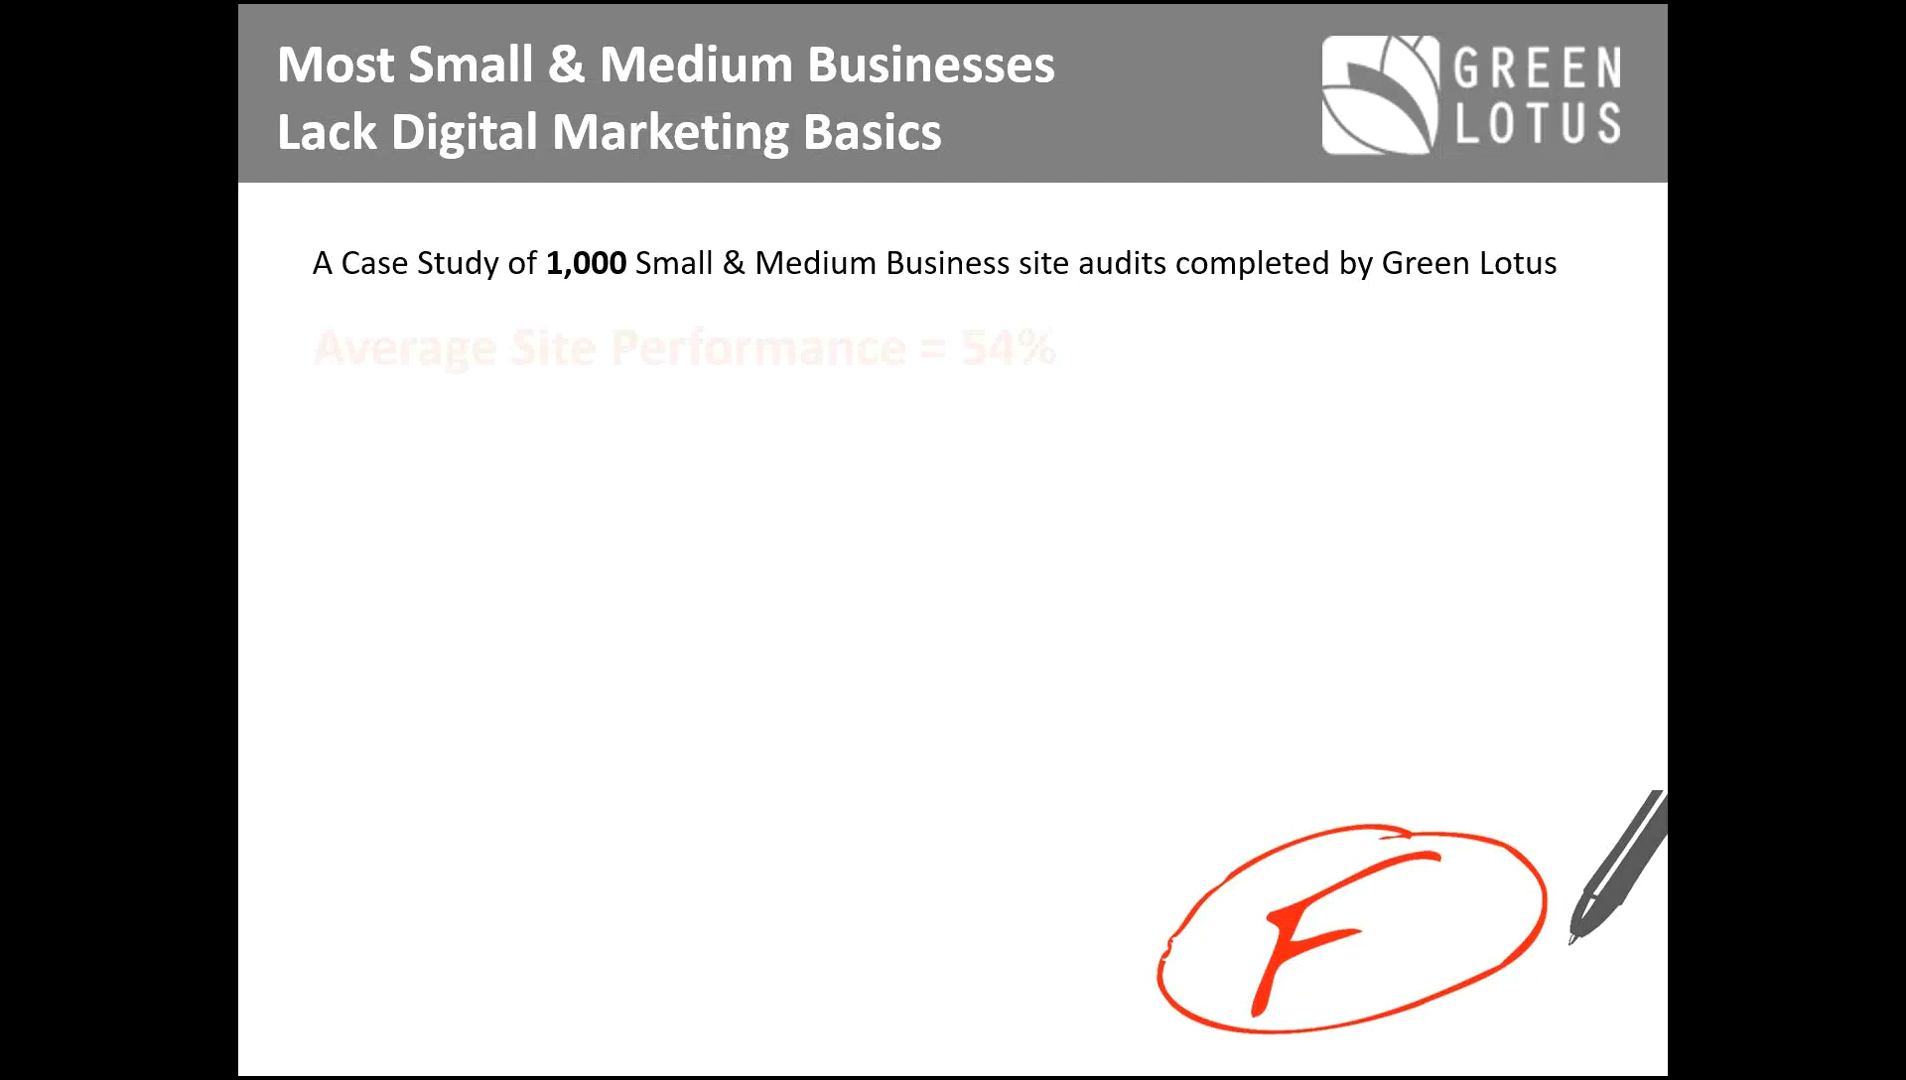 Most Small & Medium Businesses
Lack Digital Marketing Basics
GREEN
LOTUS
A Case Study of 1,000 Small & Medium Business site audits completed by Green Lotus
Average Site Performance = 54%
F